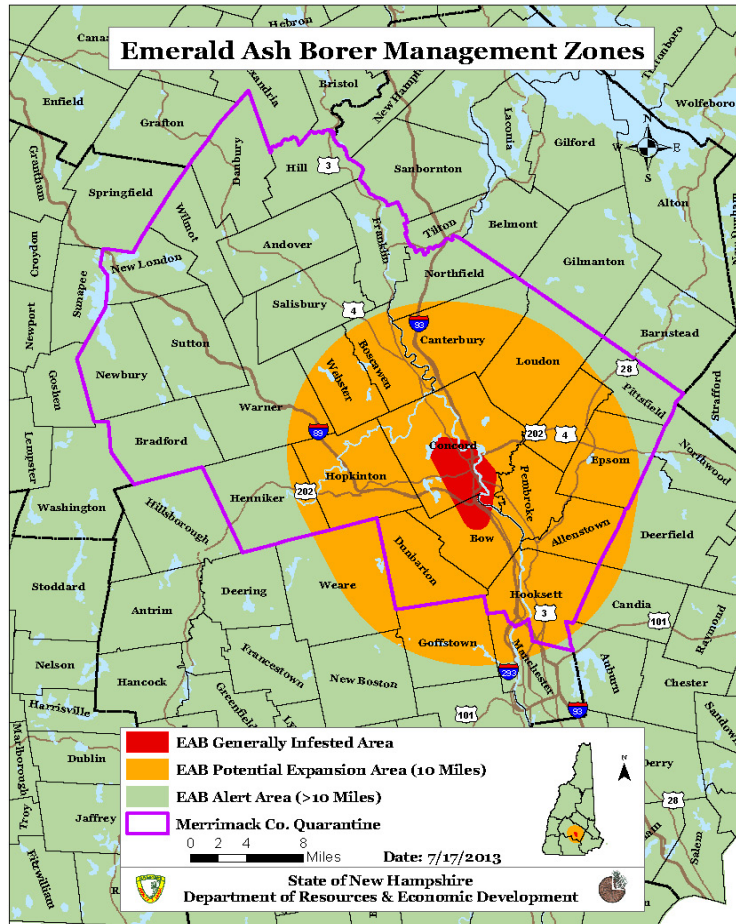 Emerald Ash Borer Management Zones
Hebron
Bristol
New Hampton
Laconia
Wolfeboro
Enfield
Grafton
Gilford
Grantham
Danbury
Hill
3
Sanbornton
N
W
E
S
Springfield
Alton
Wilmot
Franklin
Tilton
Belmont
New Durham
Croydon
Andover
Gilmanton
New London
Northfield
Sunapee
Salisbury
4
93
Newport
Sutton
Canterbury
Barnstead
Loudon
28
Boscawen
Webster
Goshen
Newbury
Pittsfield
Strafford
Warner
89
Bradford
Concord
202
4
Lempster
Northwood
Hopkinton
Epsom
202
Henniker
Pembroke
Washington
Hillsborough
Bow
Allenstown
Deerfield
Dunbarton
Stoddard
Deering
Weare
Antrim
Hooksett
3
Candia
101
Goffstown
Raymond
Francestown
Manchester
Nelson
Hancock
New Boston
293
Auburn
Chester
Greenfield
Harrisville
101
93
Sandown
Marlborough
Dublin
Derry
Troy
Jaffrey
28
Salem
Fitzwilliam
EAB Generally Infested Area
EAB Potential Expansion Area (10 Miles)
EAB Alert Area (>10 Miles)
Merrimack Co. Quarantine
N
0 2 4 8
Miles
Date: 7/17/2013
State of New Hampshire
Department of Resources & Economic Development